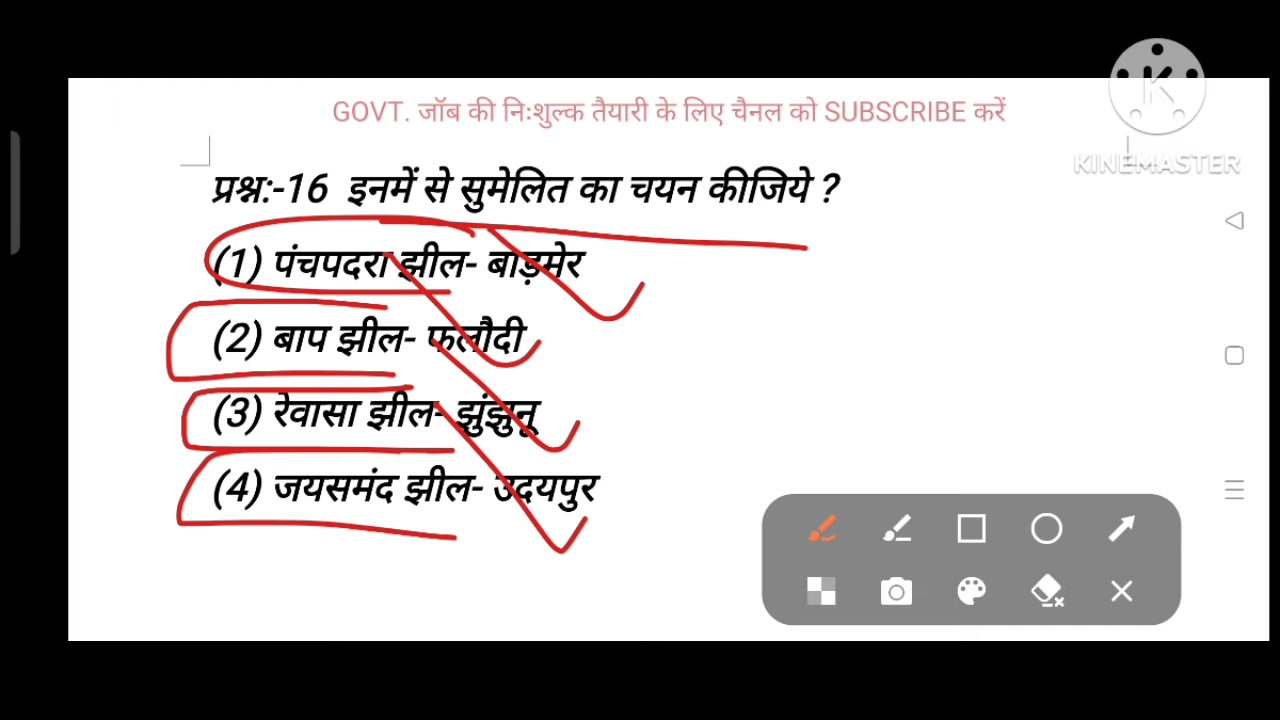 GOVT. जॉब की निःशुल्क तैयारी के लिए चैनल को SUBSCRIBE करें
KINEMASTER
प्रश्न:-16 इनमें से सुमेलित का चयन कीजिये ?
(1) पंचपदरा झील- बाड़मेर
(2) बाप झील- फलौदी
(3) रेवासा झील- झुंझुनू
(4) जयसमंद झील- उदयपुर